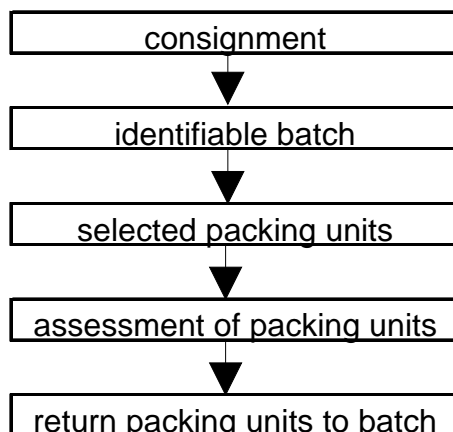 consignment
identifiable batch
selected packing units
assessment of packing units
return packing units to batch